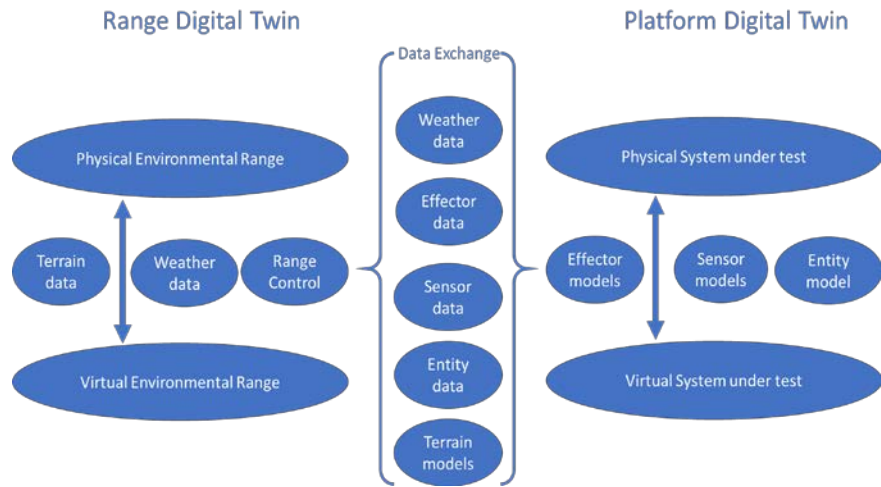 Range Digital Twin
Platform Digital Twin
Data Exchange
Physical Environmental Range
Terrain
data
Weather
data
Range
Control
Virtual Environmental Range
Weather
data
Effector
data
Sensor
data
Entity
data
Terrain
models
Physical System under test
Effector
models
Sensor
models
Entity
model
Virtual System under test